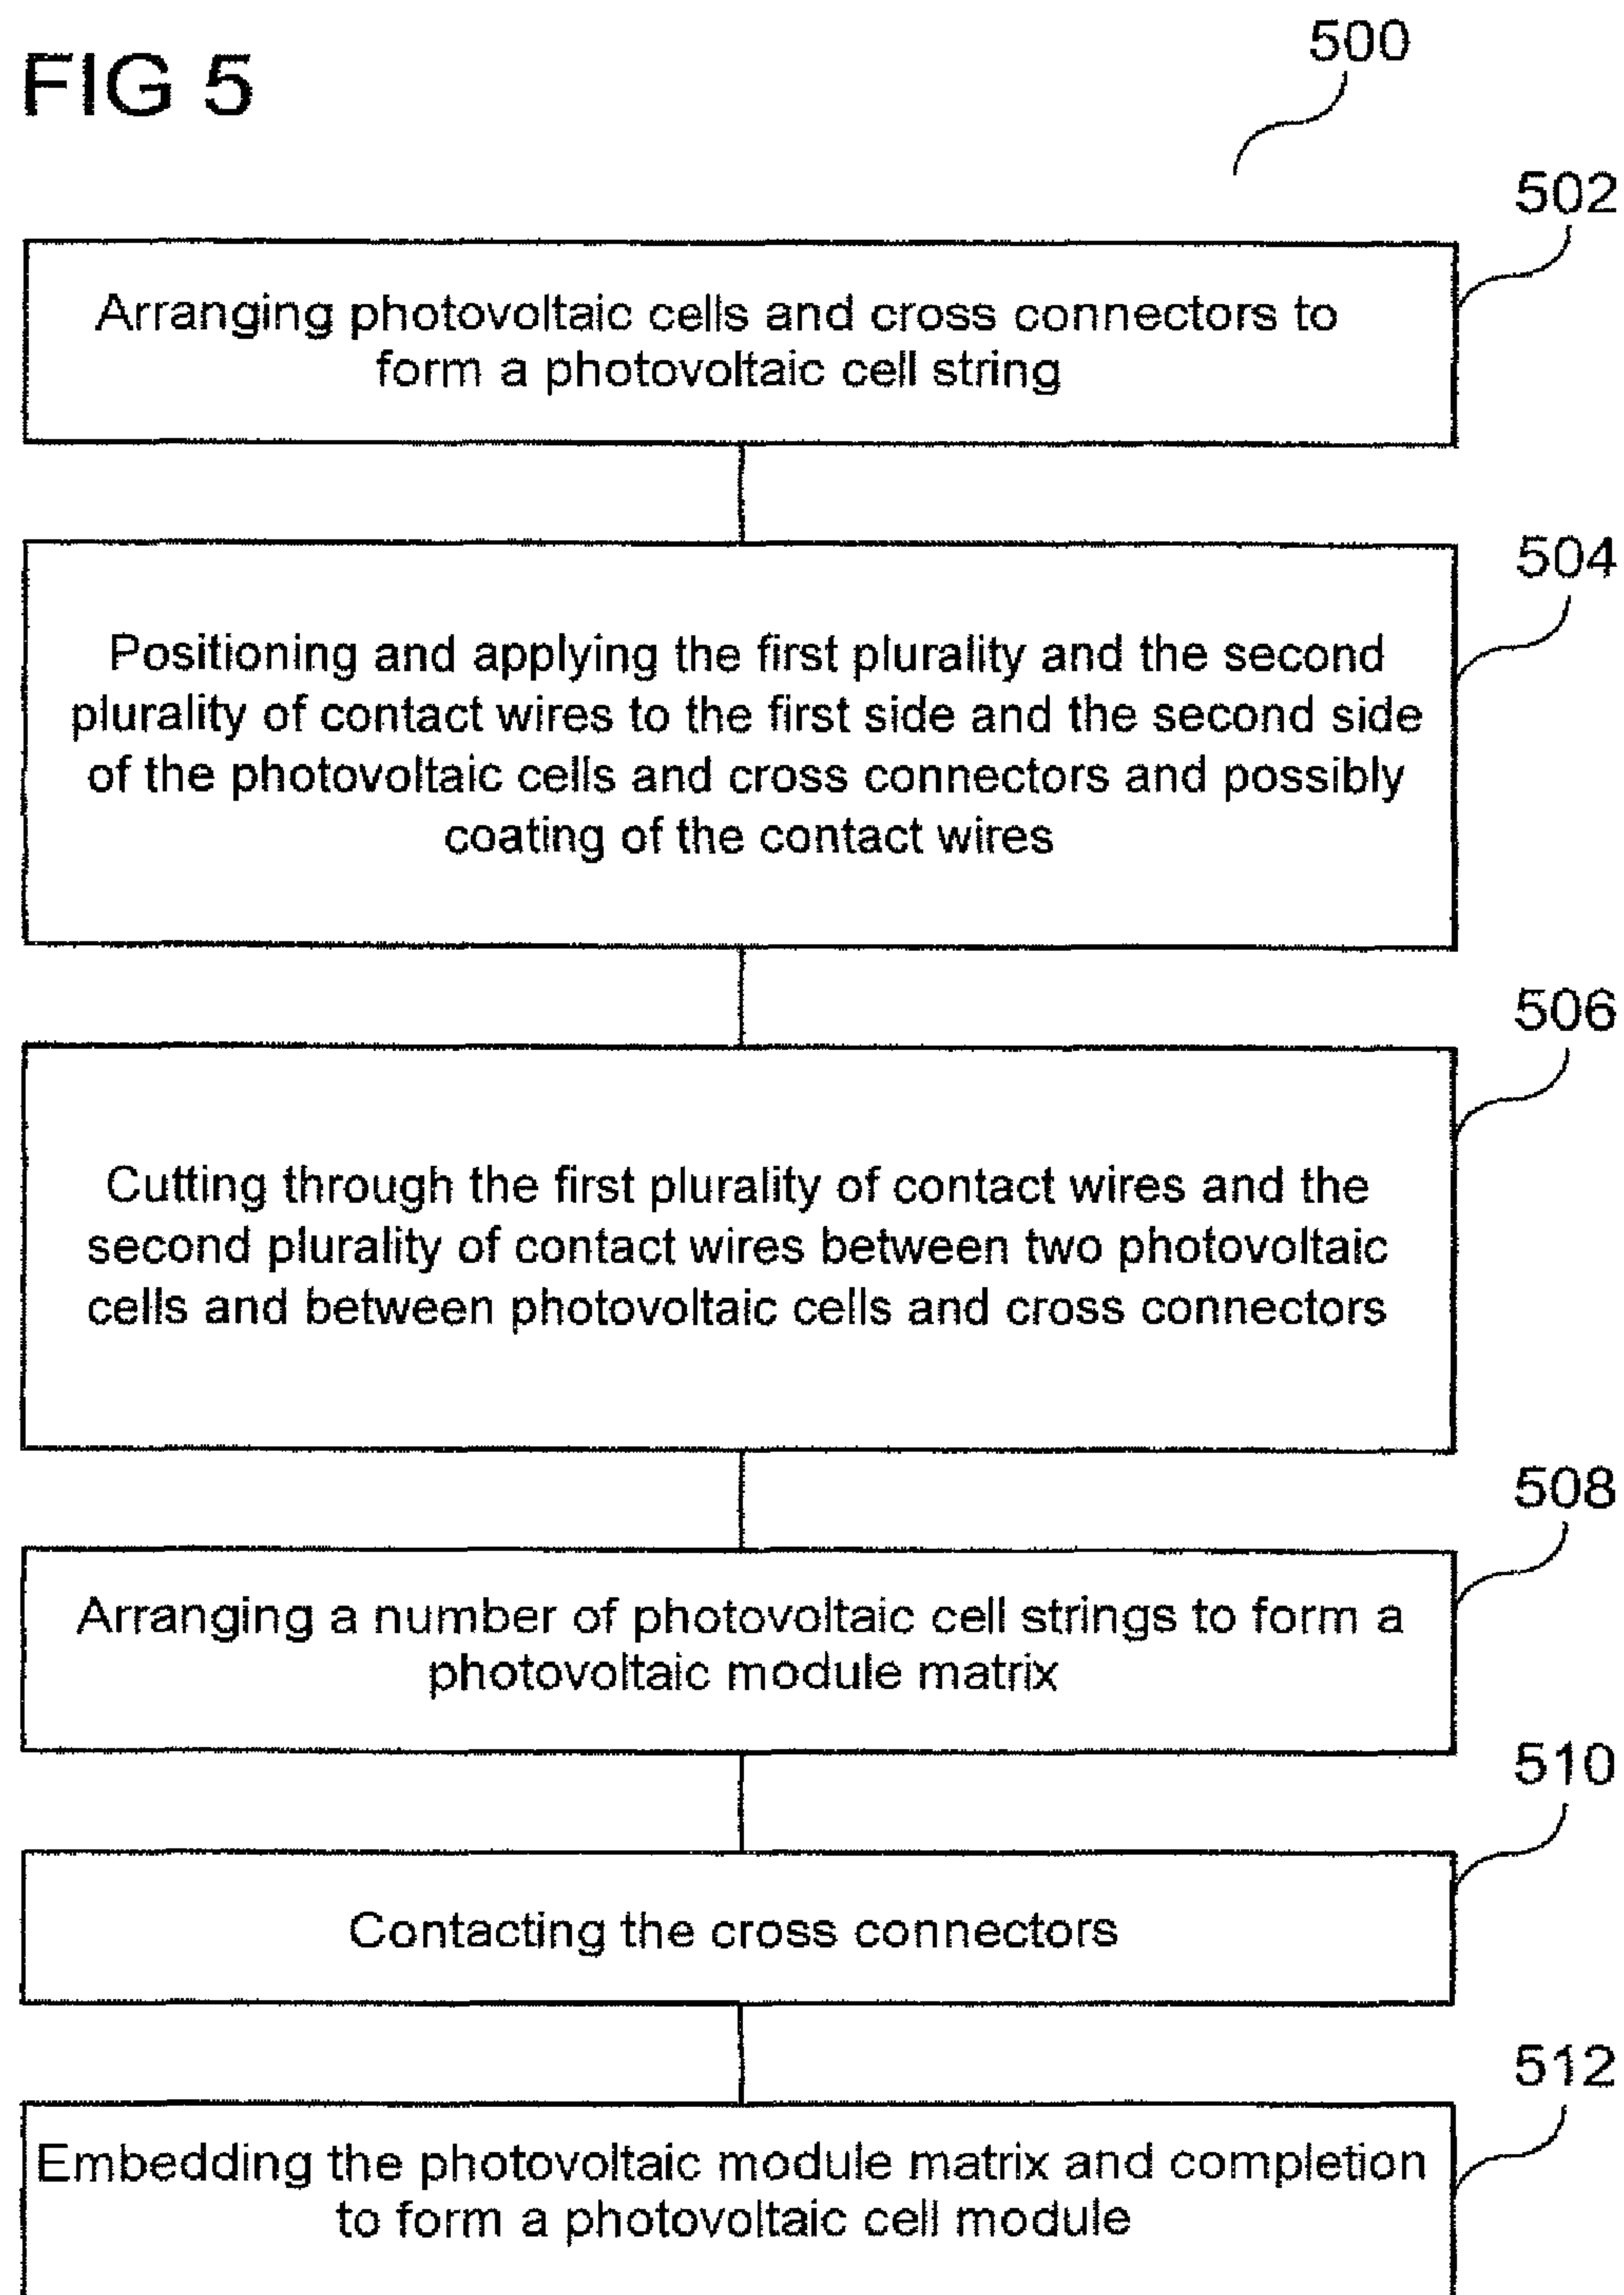 FIG 5
500
502
Arranging photovoltaic cells and cross connectors to
form a photovoltaic cell string
504
Positioning and applying the first plurality and the second
plurality of contact wires to the first side and the second side
of the photovoltaic cells and cross connectors and possibly
coating of the contact wires
506
Cutting through the first plurality of contact wires and the
second plurality of contact wires between two photovoltaic
cells and between photovoltaic cells and cross connectors
508
Arranging a number of photovoltaic cell strings to form a
photovoltaic module matrix
510
Contacting the cross connectors
512
Embedding the photovoltaic module matrix and completion
to form a photovoltaic cell module